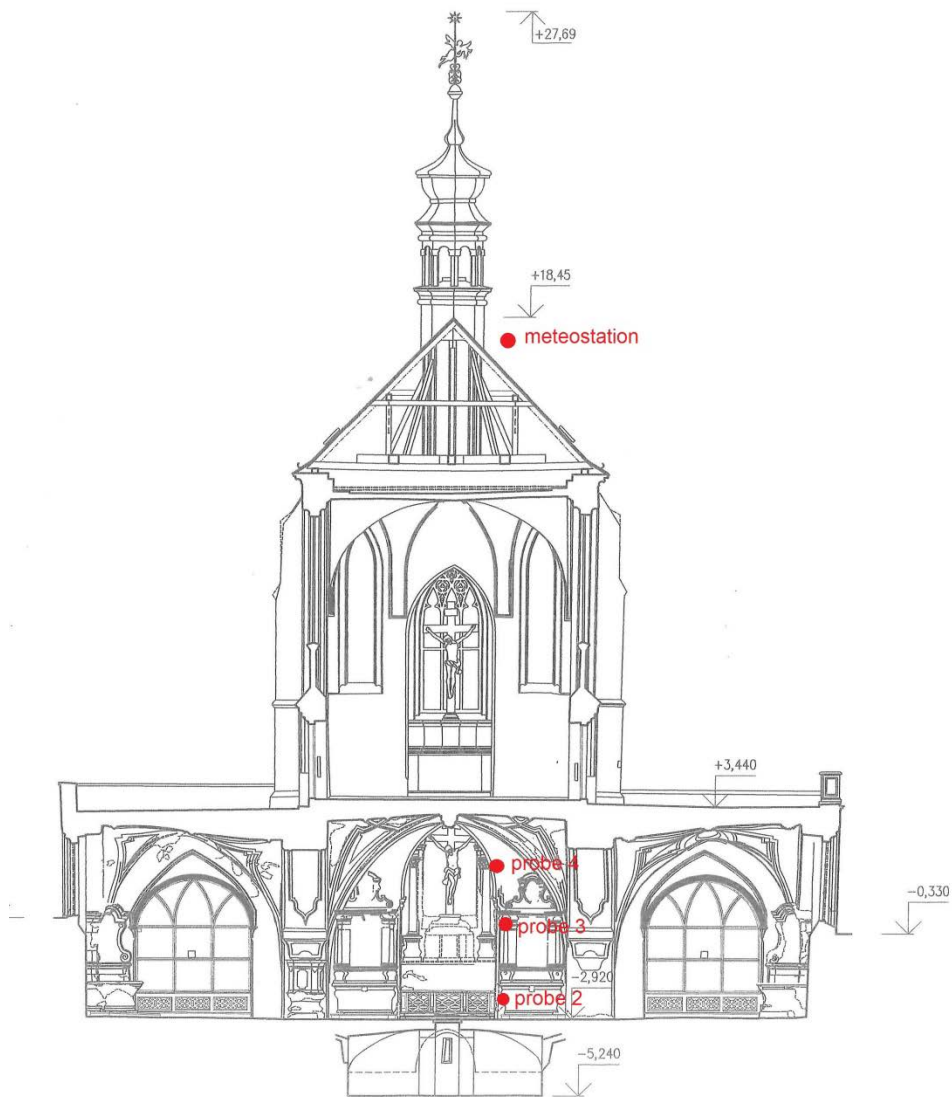 +27,69
+18,45
meteostation
+3,440
probe 4
-0,330
probe 3
-2,920
probe 2
-5,240